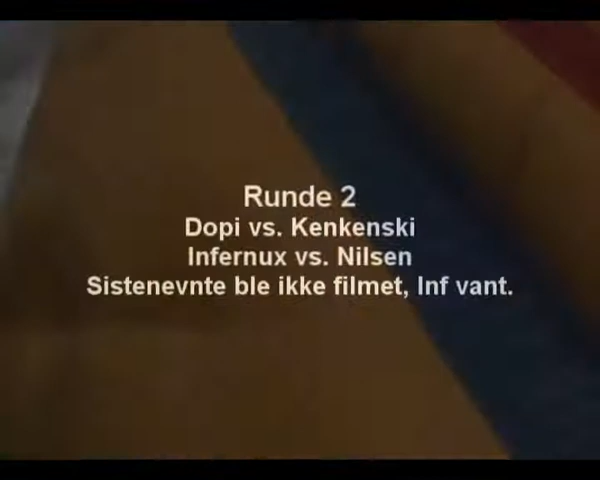 Runde 2
Dopi vs. Kenkenski
Infernux vs. Nilsen
Sistenevnte ble ikke filmet, Inf vant.